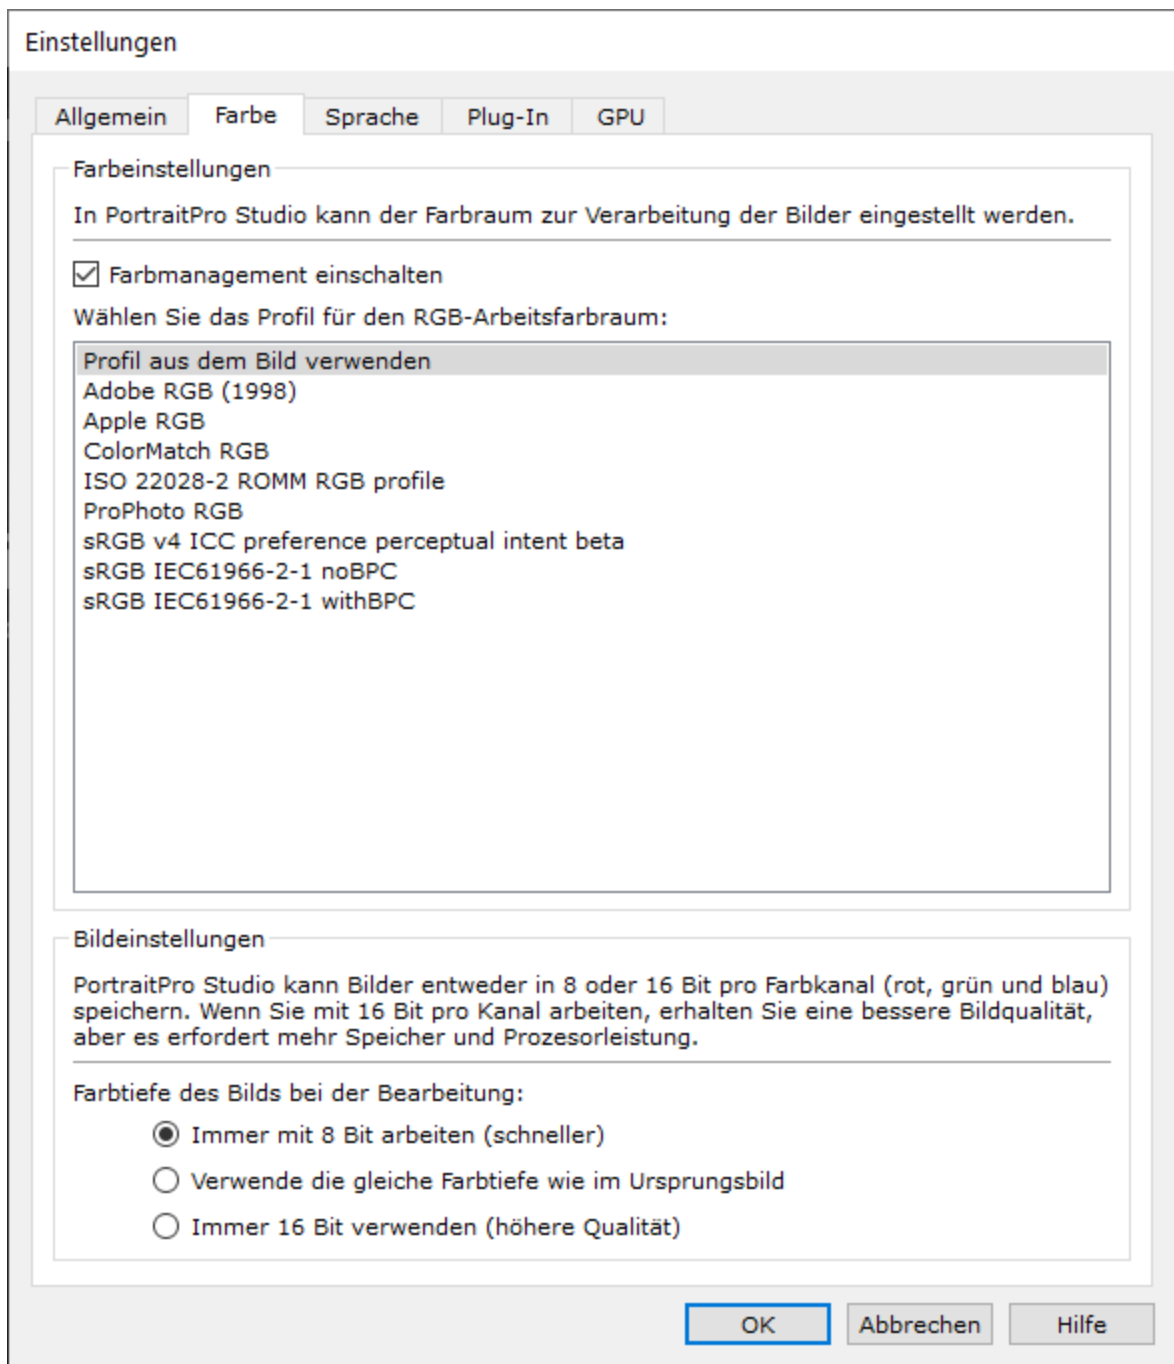 Einstellungen
Allgemein Farbe Sprache Plug-In GPU
Farbeinstellungen
In PortraitPro Studio kann der Farbraum zur Verarbeitung der Bilder eingestellt werden.
Farbmanagement einschalten
Wählen Sie das Profil für den RGB-Arbeitsfarbraum:
Profil aus dem Bild verwenden
Adobe RGB (1998)
Apple RGB
ColorMatch RGB
ISO 22028-2 ROMM RGB profile
ProPhoto RGB
sRGB v4 ICC preference perceptual intent beta
sRGB IEC61966-2-1 noBPC
sRGB IEC61966-2-1 withBPC
Bildeinstellungen
PortraitPro Studio kann Bilder entweder in 8 oder 16 Bit pro Farbkanal (rot, grün und blau)
speichern. Wenn Sie mit 16 Bit pro Kanal arbeiten, erhalten Sie eine bessere Bildqualität,
aber es erfordert mehr Speicher und Prozesorleistung.
Farbtiefe des Bilds bei der Bearbeitung:
Immer mit 8 Bit arbeiten (schneller)
Verwende die gleiche Farbtiefe wie im Ursprungsbild
Immer 16 Bit verwenden (höhere Qualität)
OK Abbrechen Hilfe